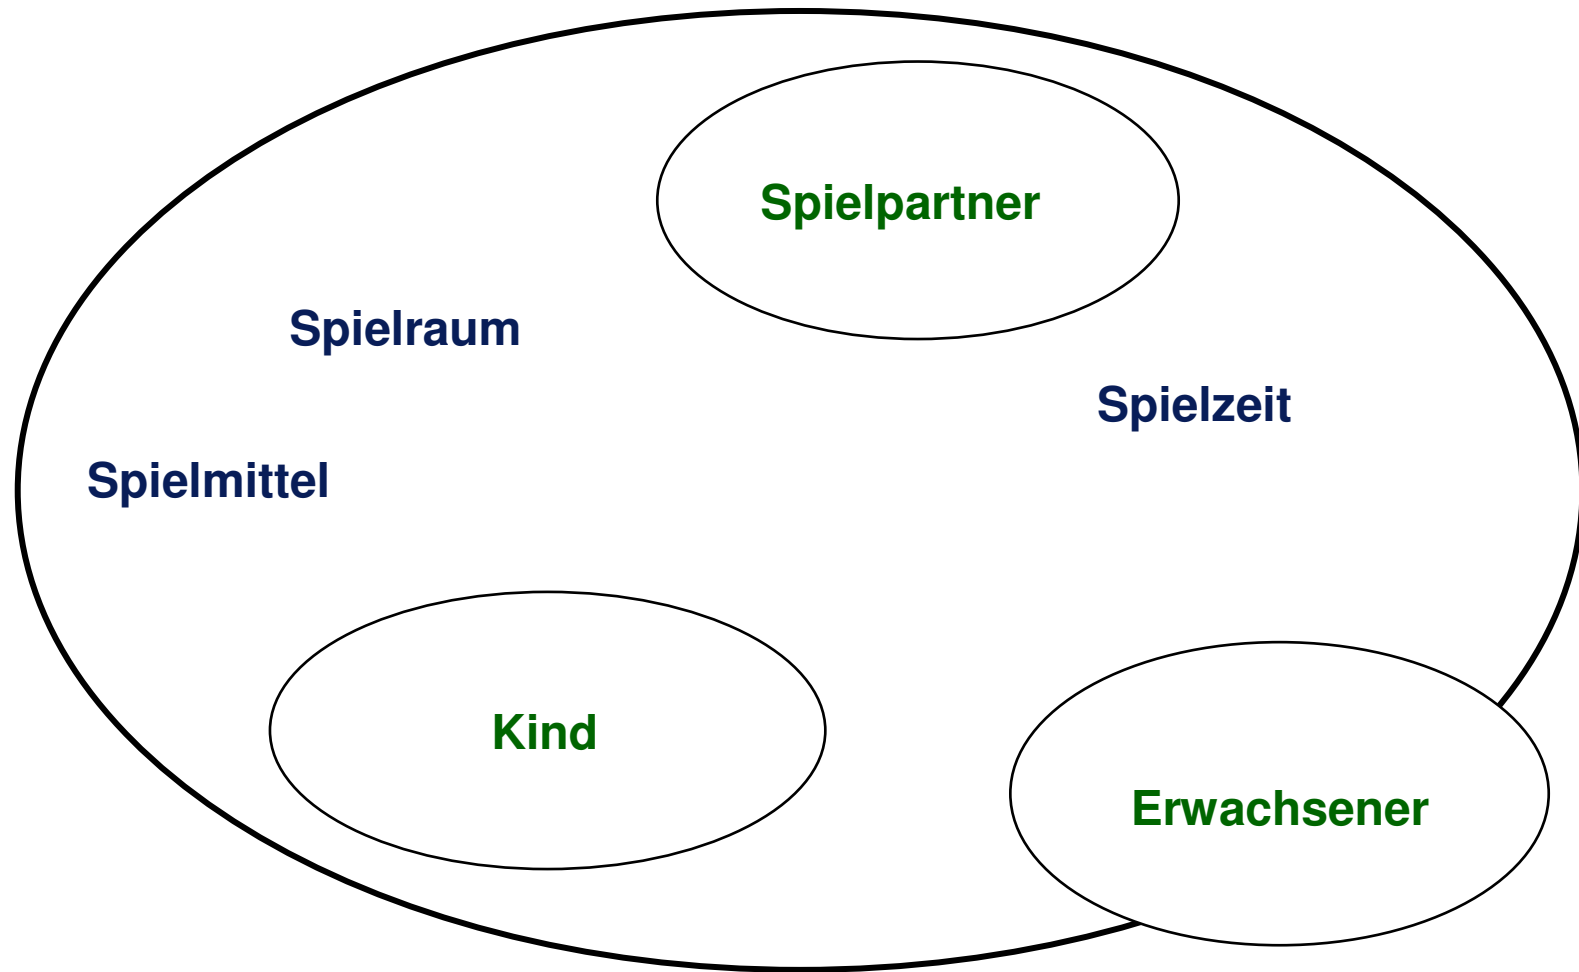 Spielpartner
Spielraum
Spielzeit
Spielmittel
Kind
Erwachsener